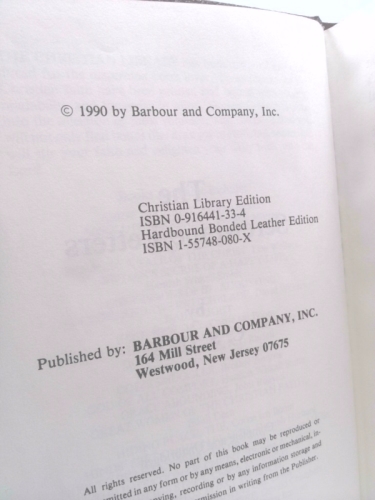 © 1990 by Barbour and Company, Inc.
Christian Library Edition
ISBN 0-916441-33-4
Hardbound Bonded Leather Edition
ISBN 1-55748-080-X
Published by: BARBOUR AND COMPANY, INC.
164 Mill Street
Westwood, New Jersey 07675
All rights reserved. No part of this book may be reproduced or
in any form or by any means, electronic or mechanical,
recording or by any information storage and
in writing from the Publisher.